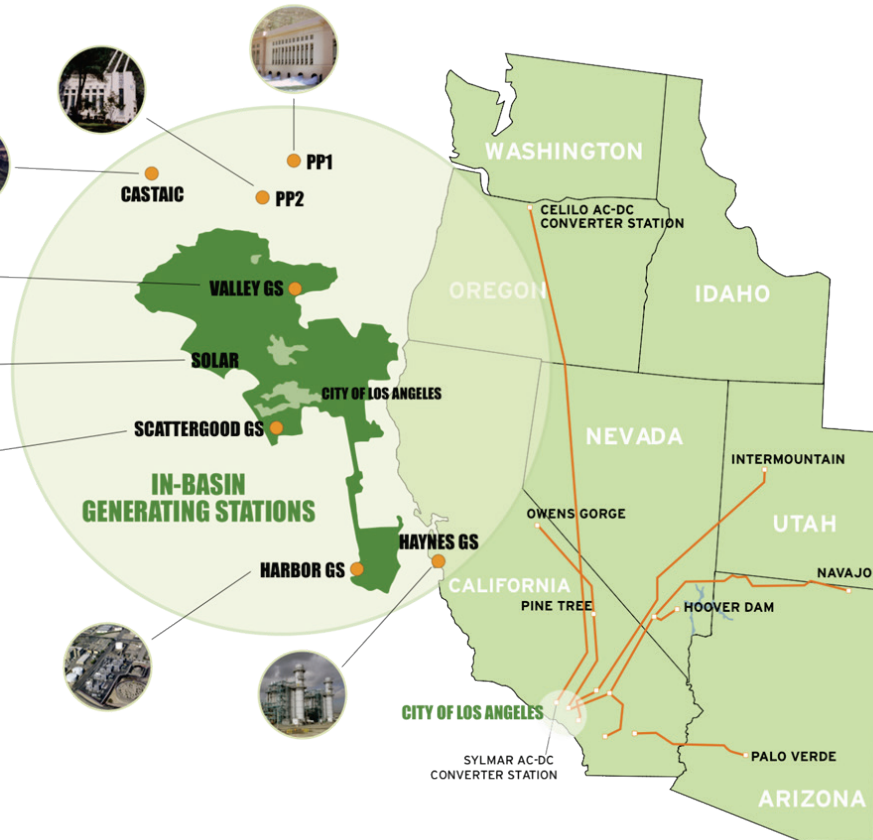 PP1
CASTAIC
PP2
VALLEY GS
SOLAR
CITY OF LOS ANGELES
SCATTERGOOD GS
IN-BASIN
GENERATING STATIONS
HARBOR GS
HAYNES GS
WASHINGTON
CELILO AC-DC
CONVERTER STATION
OREGON
IDAHO
NEVADA
INTERMOUNTAIN
OWENS GORGE
UTAH
NAVAJO
CALIFORNIA
PINE TREE
HOOVER DAM
CITY OF LOS ANGELES
SYLMAR AC-DC
CONVERTER STATION
PALO VERDE
ARIZONA